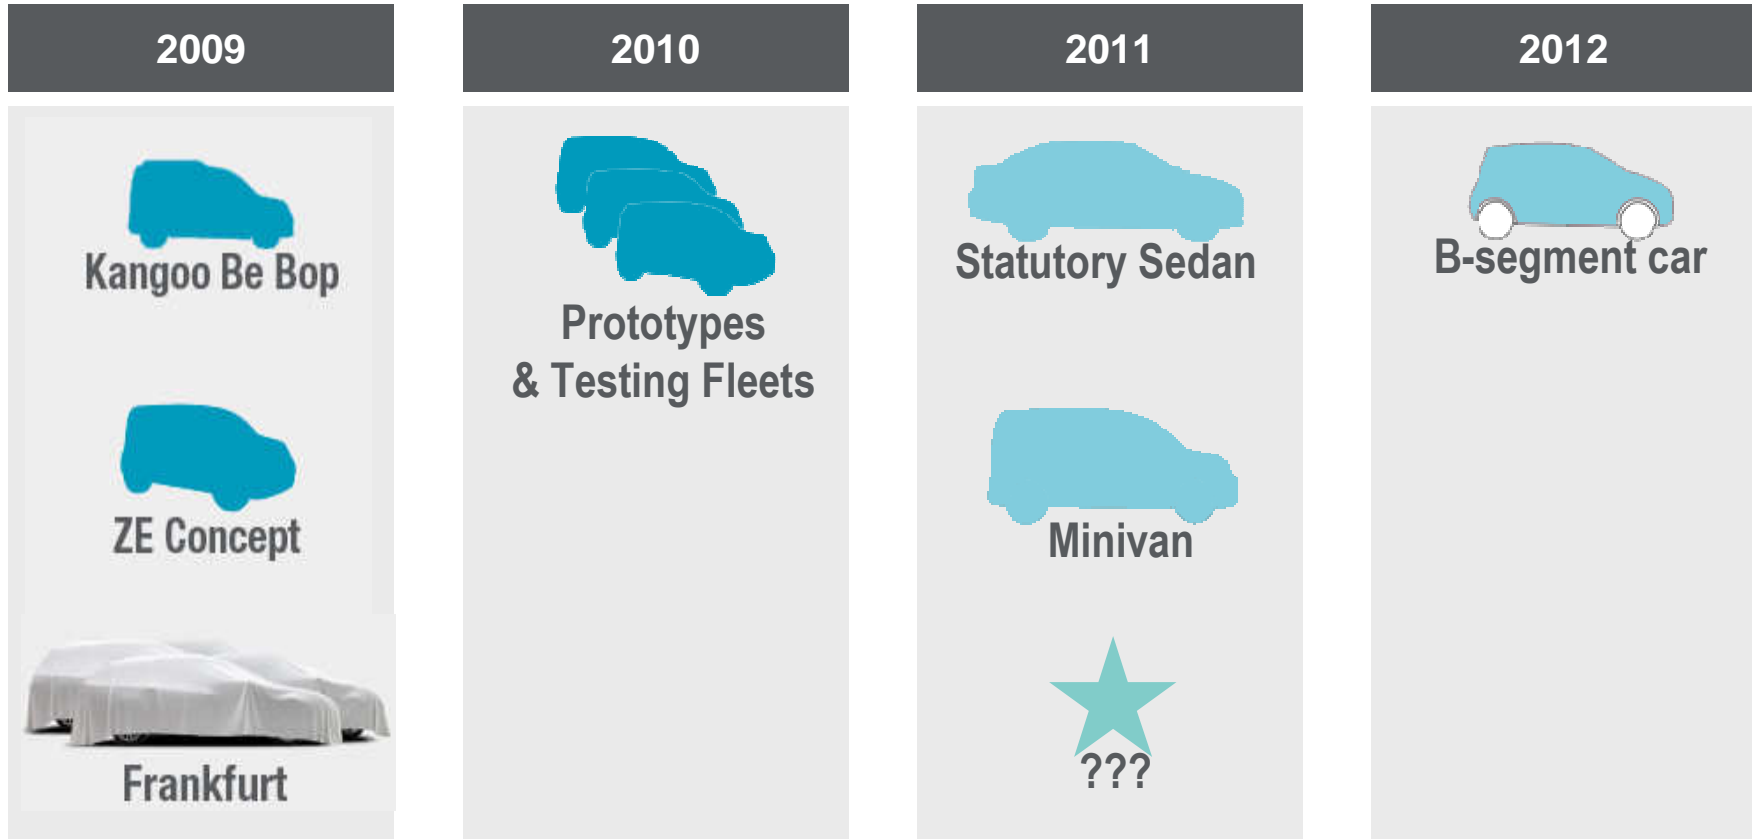 2009
Kangoo Be Bop
ZE Concept
Frankfurt
2010
Prototypes
& Testing Fleets
2011
Statutory Sedan
Minivan
???
2012
B-segment car